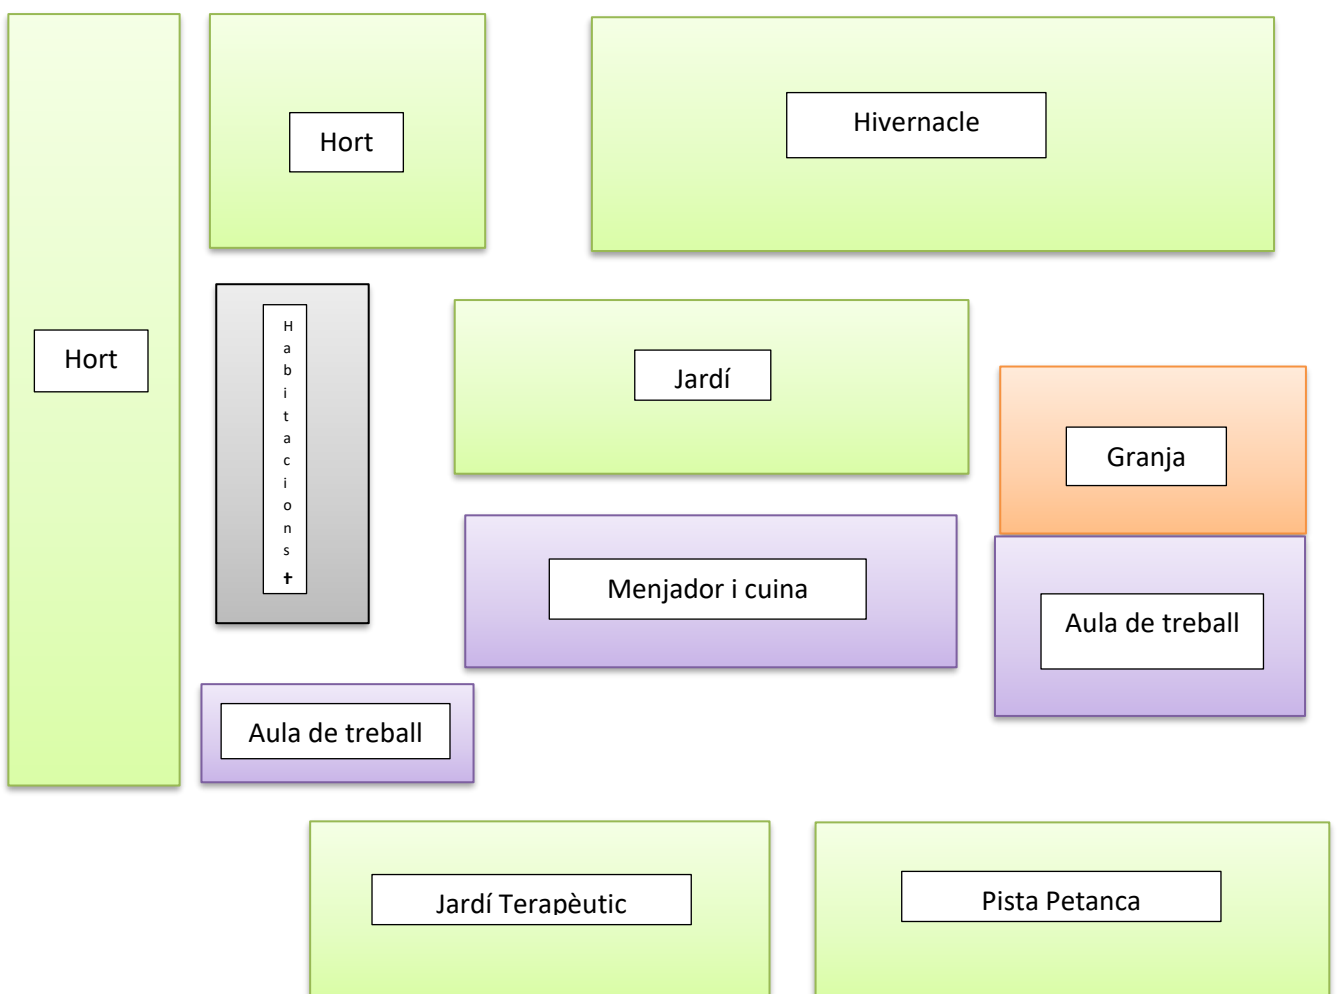 Hort
Hivernacle
Hort
Habitacions ✝
Jardí
Granja
Menjador i cuina
Aula de treball
Aula de treball
Jardí Terapèutic
Pista Petanca